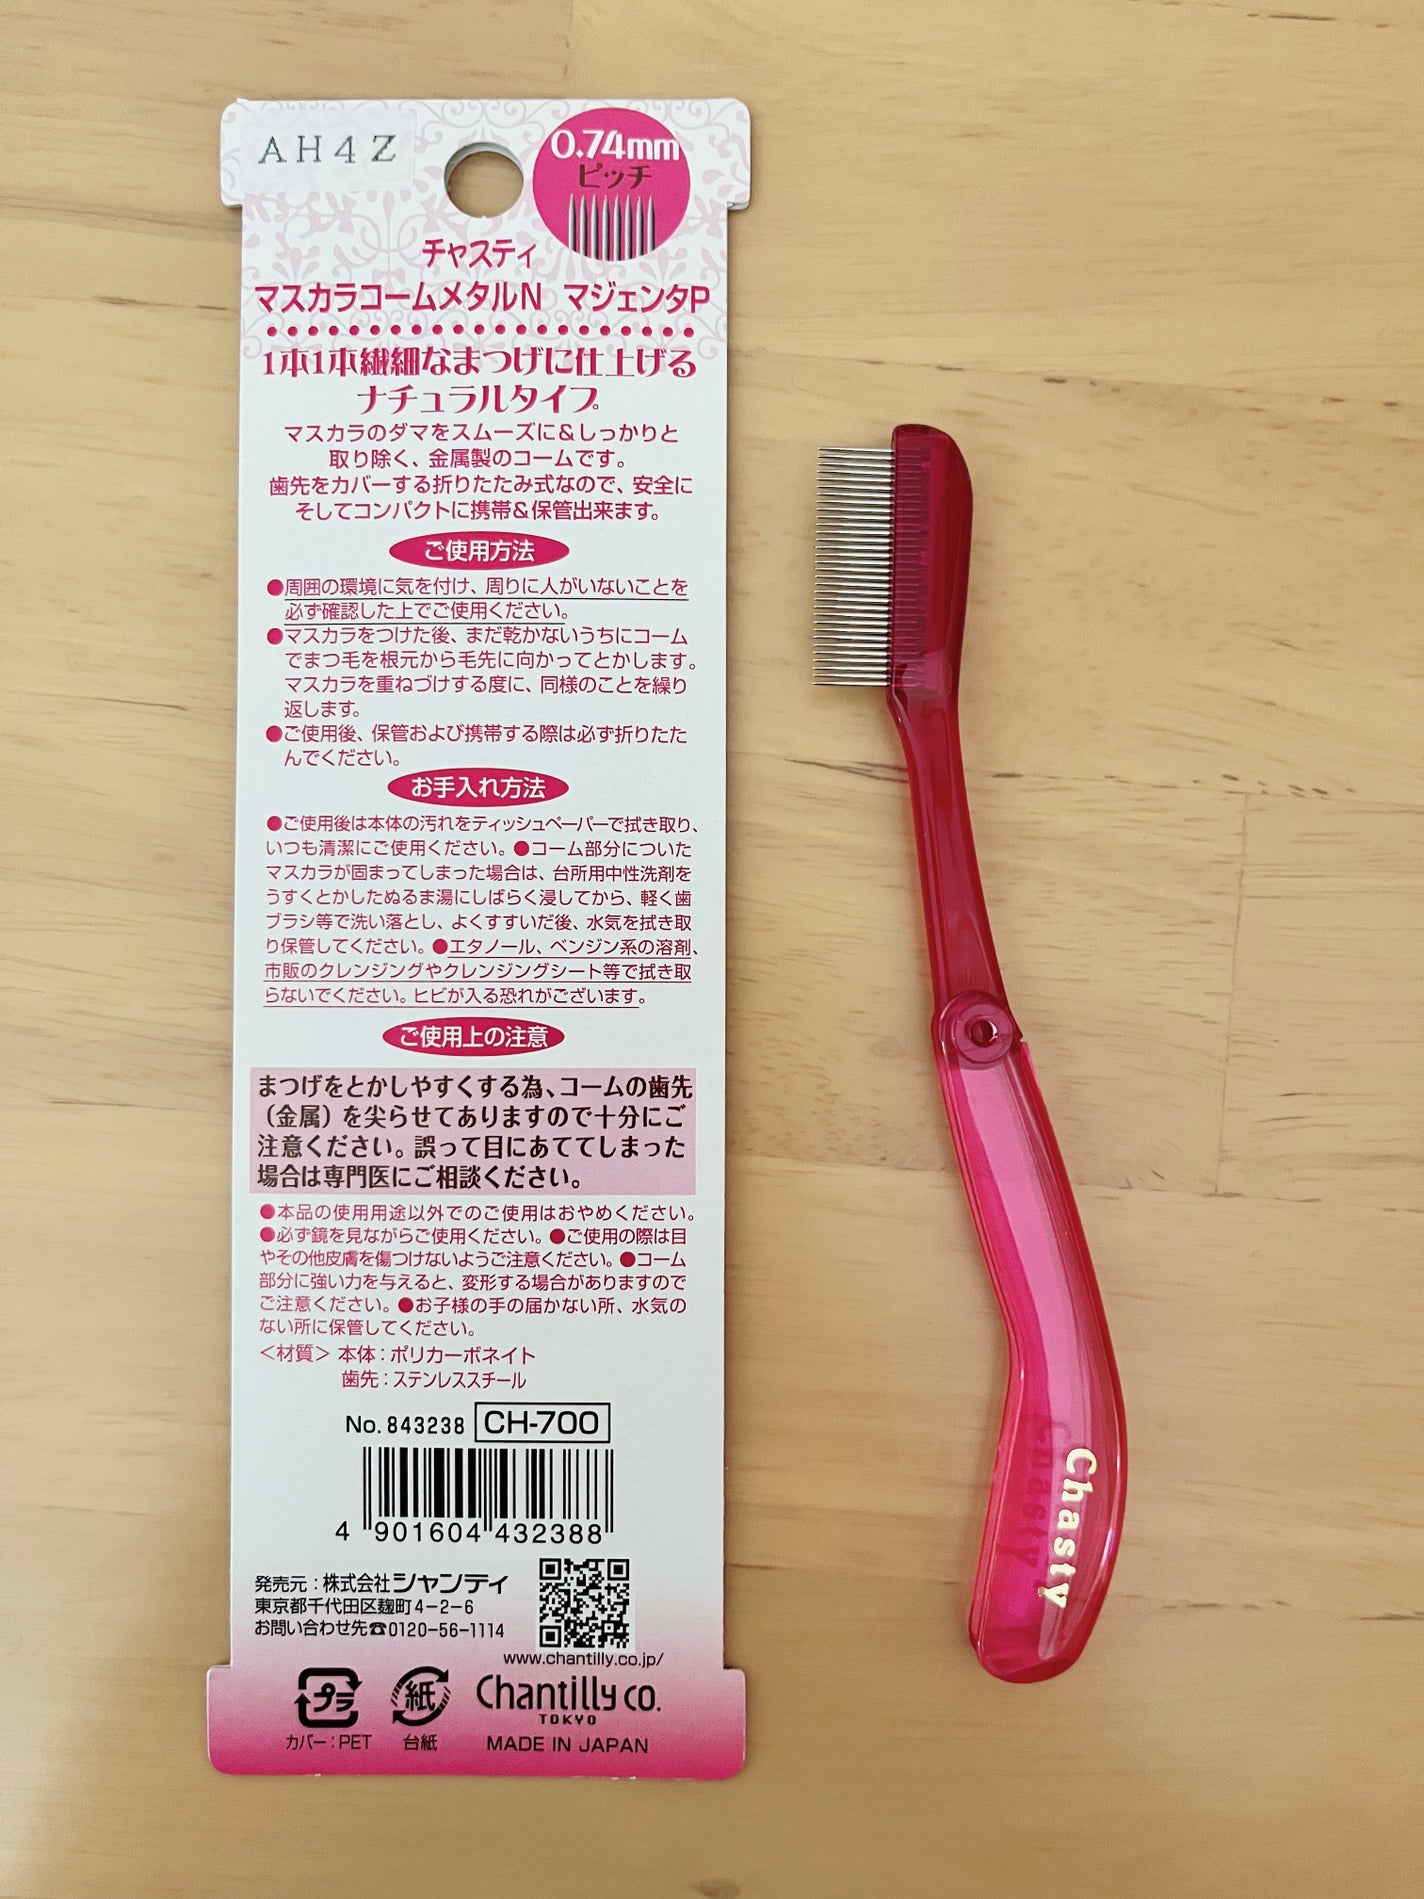 AH4Z
0.74mm
ピッチ
チャスティ
マスカラコームメタルN マジェンタP
1本1本繊細なまつげに仕上げる
ナチュラルタイプ
マスカラのダマをスムーズに&しっかりと
取り除く、金属製のコームです。
歯先をカバーする折りたたみ式なので、安全に
そしてコンパクトに携帯&保管出来ます。
ご使用方法
●周囲の環境に気を付け、周りに人がいないことを
必ず確認した上でご使用ください。
●マスカラをつけた後、まだ乾かないうちにコーム
でまつ毛を根元から毛先に向かってとかします。
マスカラを重ねづけする度に、同様のことを繰り
返します。
●ご使用後、保管および携帯する際は必ず折りたた
んでください。
お手入れ方法
●ご使用後は本体の汚れをティッシュペーパーで拭き取り、
いつも清潔にご使用ください。●コーム部分についた
マスカラが固まってしまった場合は、台所用中性洗剤を
うすくとかしたぬるま湯にしばらく浸してから、軽く歯
ブラシ等で洗い落とし、よくすすいだ後、水気を拭き取
り保管してください。●エタノール、ベンジン系の溶剤、
市販のクレンジングやクレンジングシート等で拭き取
らないでください。ヒビが入る恐れがございます。
ご使用上の注意
まつげをとかしやすくする為、コームの歯先
（金属）を尖らせてありますので十分にご
注意ください。誤って目にあててしまった
場合は専門医にご相談ください。
●本品の使用用途以外でのご使用はおやめください。
●必ず鏡を見ながらご使用ください。●ご使用の際は目
やその他皮膚を傷つけないようご注意ください。●コーム
部分に強い力を与えると、変形する場合がありますので
ご注意ください。●お子様の手の届かない所、水気の
ない所に保管してください。
＜材質＞本体：ポリカーボネイト
歯先：ステンレススチール
No. 843238 CH-700
4 901604 432388
発売元：株式会社シャンティ
東京都千代田区麹町4-2-6
お問い合わせ先☎0120-56-1114
www.chantilly.co.jp/
プラ
カバー：PET
紙
台紙
Chantilly CO.
TOKYO
MADE IN JAPAN
Chasty